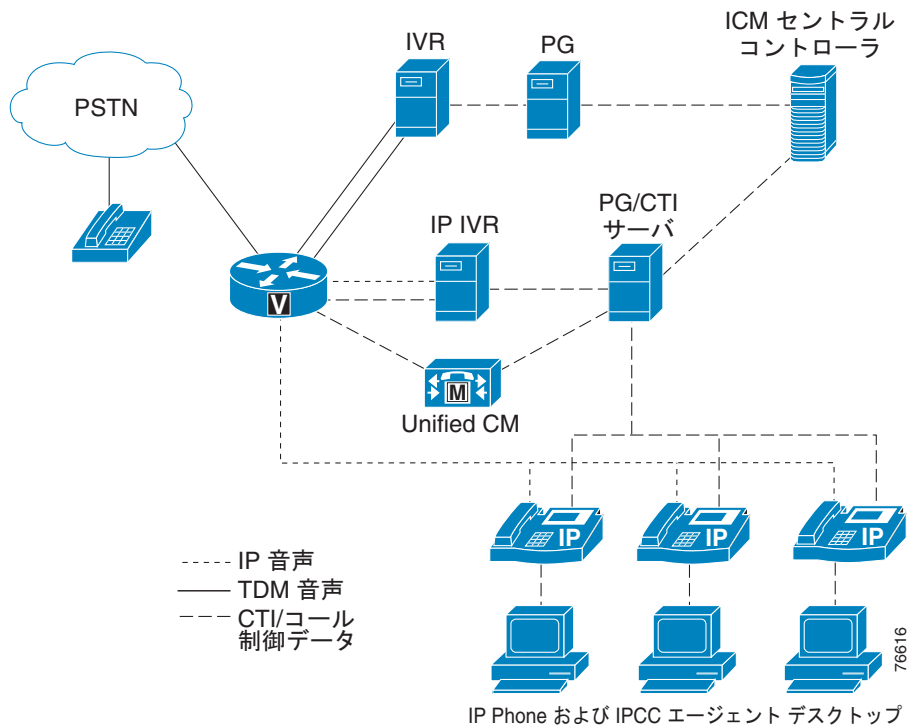 IVR
PG
ICM セントラル
コントローラ
PSTN
IP IVR
PG/CTI
サーバ
V
M
Unified CM
IP
IP
IP
IP 音声
TDM 音声
CTI/コール
制御データ
76616
IP Phone および IPCC エージェント デスクトップ